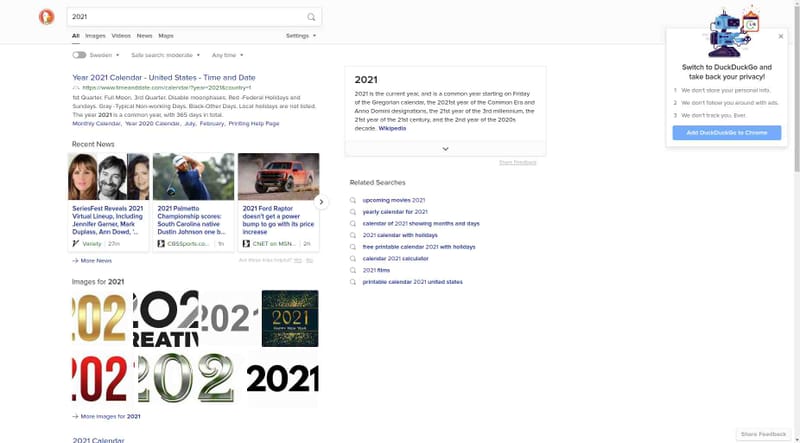 2021
All Images Videos News Maps Settings
Sweden Safe search: moderate Any time
Year 2021 Calendar - United States - Time and Date
https://www.timeanddate.com/calendar/?year=2021&country=1
1st Quarter. Full Moon. 3rd Quarter. Disable moonphases. Red-Federal Holidays and
Sundays. Gray-Typical Non-working Days. Black-Other Days. Local holidays are not listed.
The year 2021 is a common year, with 365 days in total.
Monthly Calendar, Year 2020 Calendar, July, February, Printing Help Page
Recent News
SeriesFest Reveals 2021
Virtual Lineup, Including
Jennifer Gerner, Mark
Duplass, Ann Dowd, '...
Variety 27m
2021 Palmetto
Championship scores:
South Carolina native
Dustin Johnson one b...
CBSSports.co... 1h
2021 Ford Raptor
doesn't get a power
bump to go with its price
increase
CNET on MSN... 2h
More News
Are these links helpful? Yes No
Images for 2021
202
202
CREATIV
2021
2021
HAPPY NEW YEAR
202
202
2021
More Images for 2021
2021 Calendar
2021
2021 is the current year, and is a common year starting on Friday
of the Gregorian calendar, the 2021st year of the Common Era and
Anno Domini designations, the 21st year of the 3rd millennium, the
21st year of the 21st century, and the 2nd year of the 2020s
decade. Wikipedia
Share Feedback
Related Searches
upcoming movies 2021
yearly calendar for 2021
calendar of 2021 showing months and days
2021 calendar with holidays
free printable calendar 2021 with holidays
calendar 2021 calculator
2021 films
printable calendar 2021 united states
Switch to DuckDuckGo and
take back your privacy!
1 We don't store your personal info.
2 We don't follow you around with ads.
3 We don't track you. Ever.
Add DuckDuckGo to Chrome
Share Feedback